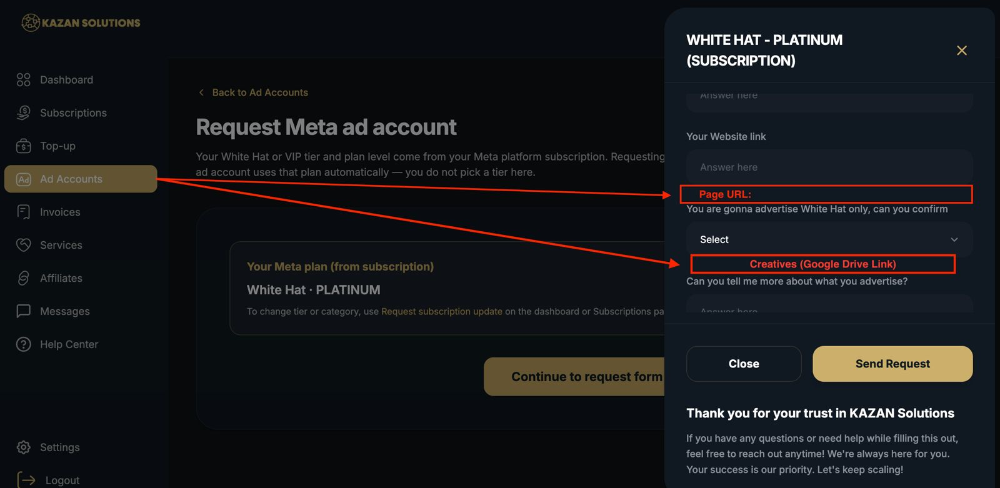 KAZAN SOLUTIONS
Dashboard
Subscriptions
Top-up
Ad Accounts
Invoices
Services
Affiliates
Messages
Help Center
Settings
Logout
Back to Ad Accounts
Request Meta ad account
Your White Hat or VIP tier and plan level come from your Meta platform subscription. Requesting
ad account uses that plan automatically — you do not pick a tier here.
Your Meta plan (from subscription)
White Hat · PLATINUM
To change tier or category, use Request subscription update on the dashboard or Subscriptions pa
Continue to request form
WHITE HAT - PLATINUM
(SUBSCRIPTION)
Answer here
Your Website link
Answer here
Page URL:
You are gonna advertise White Hat only, can you confirm
Select
Creatives (Google Drive Link)
Can you tell me more about what you advertise?
Answer here
Close
Send Request
Thank you for your trust in KAZAN Solutions
If you have any questions or need help while filling this out,
feel free to reach out anytime! We're always here for you.
Your success is our priority. Let's keep scaling!